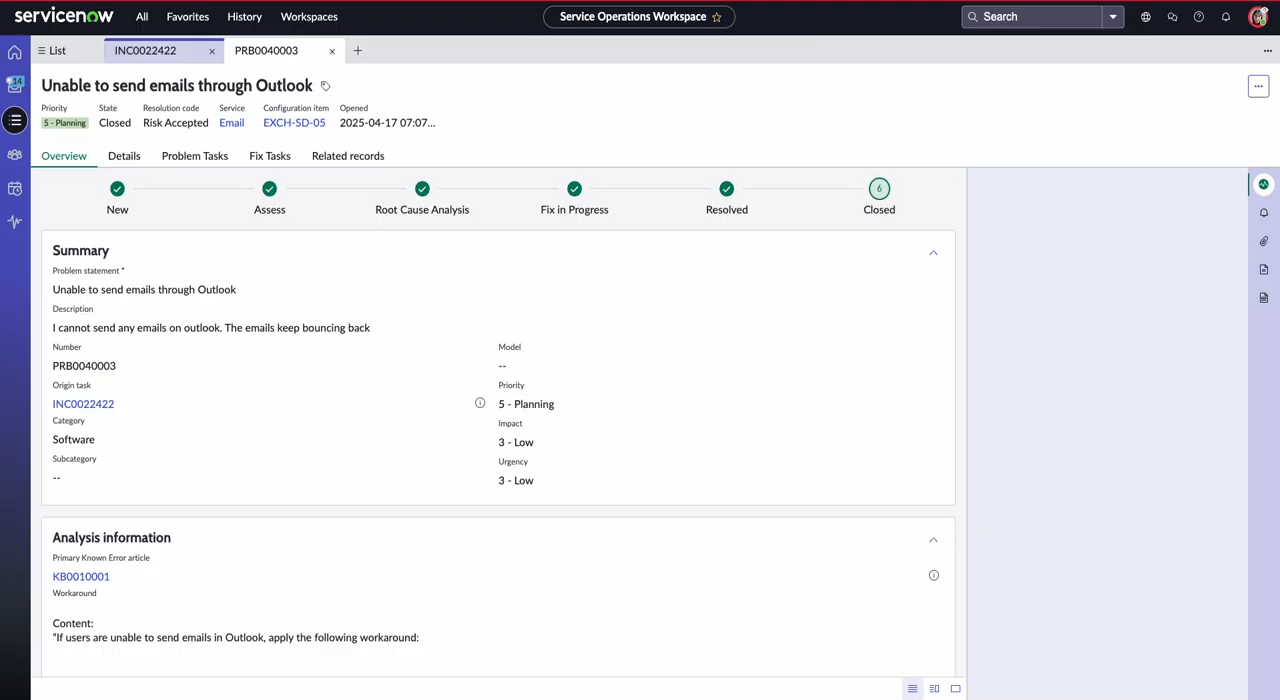 servicenow
All
Favorites
History
Workspaces
Service Operations Workspace
Search
List
INC0022422
PRB0040003
14
Unable to send emails through Outlook
Priority
State
Resolution code
Service
Configuration item
Opened
5 - Planning
Closed
Risk Accepted
Email
EXCH-SD-05
2025-04-17 07:07...
Overview
Details
Problem Tasks
Fix Tasks
Related records
6
New
Assess
Root Cause Analysis
Fix in Progress
Resolved
Closed
Summary
Problem statement *
Unable to send emails through Outlook
Description
I cannot send any emails on outlook. The emails keep bouncing back
Number
PRB0040003
Origin task
INC0022422
Category
Software
Subcategory
--
Model
--
Priority
5 - Planning
Impact
3 - Low
Urgency
3 - Low
Analysis information
Primary Known Error article
KB0010001
Workaround
Content:
"If users are unable to send emails in Outlook, apply the following workaround: